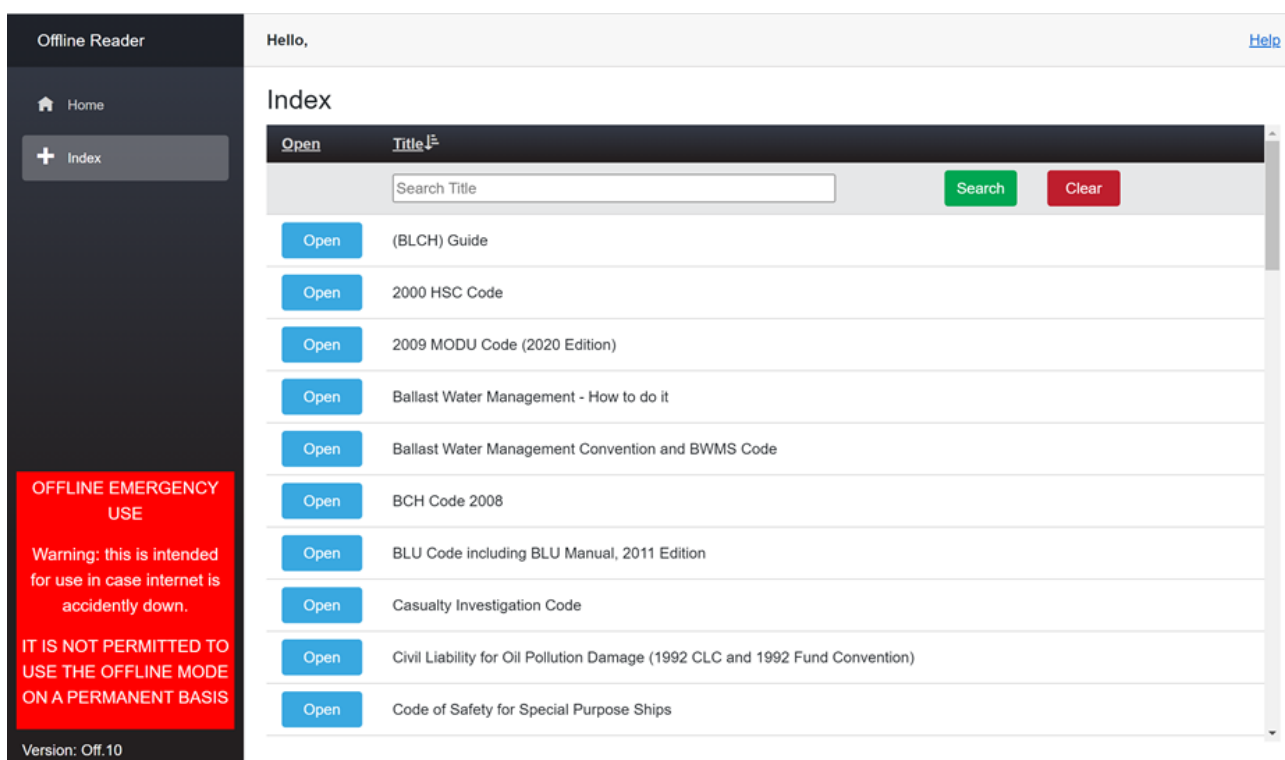 Offline Reader
Hello,
Help
Home
Index
Index
Open Title
Search Title Search Clear
Open (BLCH) Guide
Open 2000 HSC Code
Open 2009 MODU Code (2020 Edition)
Open Ballast Water Management - How to do it
Open Ballast Water Management Convention and BWMS Code
Open BCH Code 2008
Open BLU Code including BLU Manual, 2011 Edition
Open Casualty Investigation Code
Open Civil Liability for Oil Pollution Damage (1992 CLC and 1992 Fund Convention)
Open Code of Safety for Special Purpose Ships
OFFLINE EMERGENCY
USE
Warning: this is intended
for use in case internet is
accidently down.
IT IS NOT PERMITTED TO
USE THE OFFLINE MODE
ON A PERMANENT BASIS
Version: Off.10